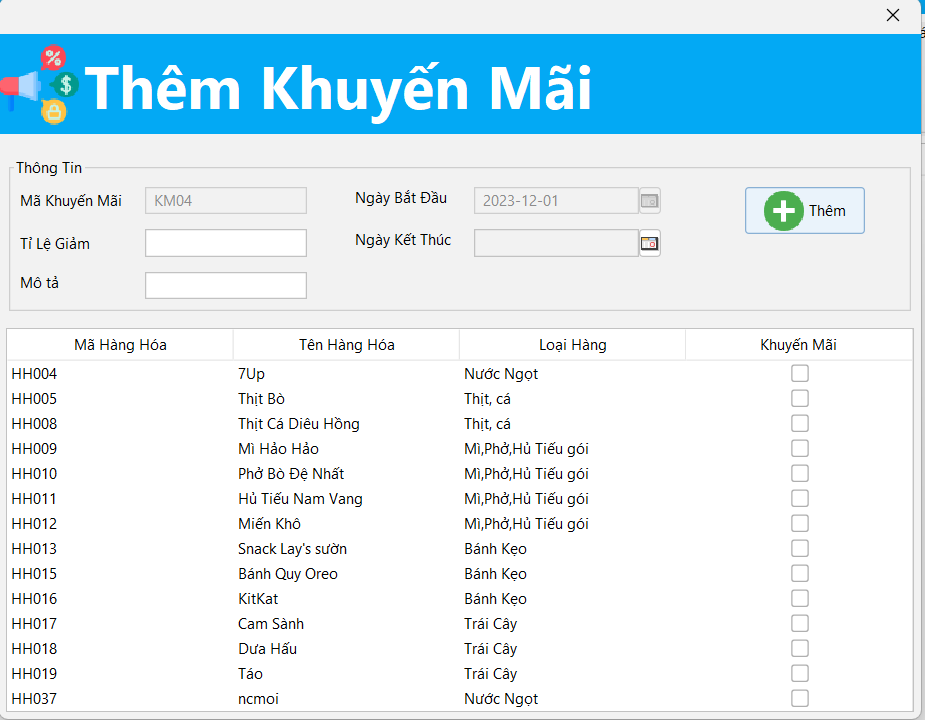 Thêm Khuyến Mãi
Thông Tin
Mã Khuyến Mãi KM04 Ngày Bắt Đầu 2023-12-01 Thêm
Tỉ Lệ Giảm Ngày Kết Thúc
Mô tả
Mã Hàng Hóa Tên Hàng Hóa Loại Hàng Khuyến Mãi
HH004 7Up Nước Ngọt
HH005 Thịt Bò Thịt, cá
HH008 Thịt Cá Diêu Hồng Thịt, cá
HH009 Mì Hảo Hảo Mì,Phở,Hủ Tiếu gói
HH010 Phở Bò Đệ Nhất Mì,Phở,Hủ Tiếu gói
HH011 Hủ Tiếu Nam Vang Mì,Phở,Hủ Tiếu gói
HH012 Miến Khô Mì,Phở,Hủ Tiếu gói
HH013 Snack Lay's sườn Bánh Kẹo
HH015 Bánh Quy Oreo Bánh Kẹo
HH016 KitKat Bánh Kẹo
HH017 Cam Sành Trái Cây
HH018 Dưa Hấu Trái Cây
HH019 Táo Trái Cây
HH037 ncmoi Nước Ngọt